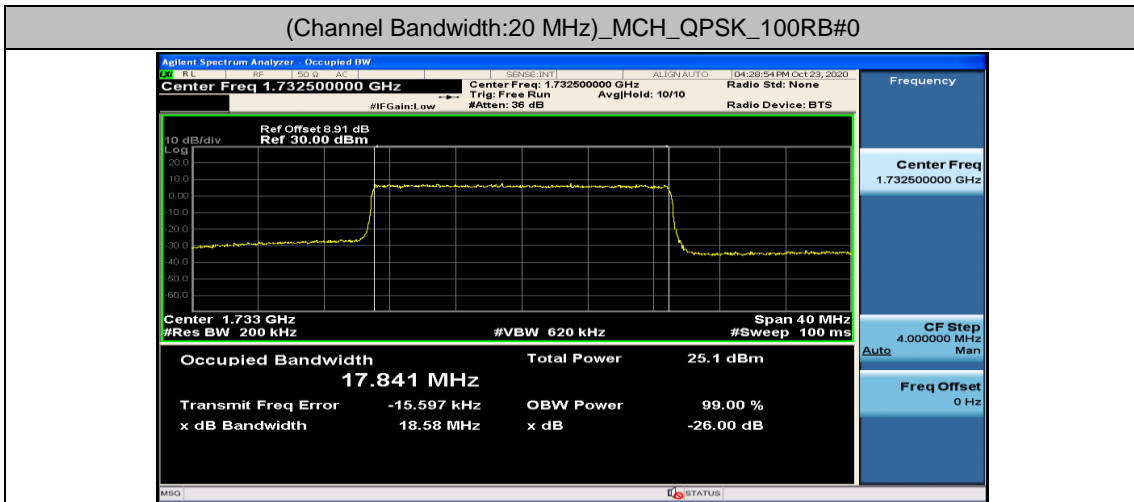 (Channel Bandwidth:20 MHz)_MCH_QPSK_100RB#0
Agilent Spectrum Analyzer - Occupied BW
LXI RL RF 50 Ω AC SENSE:INT ALIGN AUTO 04:28:54 PM Oct 23, 2020
Center Freq 1.732500000 GHz
Center Freq: 1.732500000 GHz Radio Std: None
Trig: Free Run Avg|Hold: 10/10
#IFGain:Low #Atten: 36 dB Radio Device: BTS
Ref Offset 8.91 dB
10 dB/div Ref 30.00 dBm
Log
20.0
10.0
0.00
-10.0
-20.0
-30.0
-40.0
-50.0
-60.0
Center 1.733 GHz Span 40 MHz
#Res BW 200 kHz #VBW 620 kHz #Sweep 100 ms
Occupied Bandwidth Total Power 25.1 dBm
17.841 MHz
Transmit Freq Error -15.597 kHz OBW Power 99.00 %
x dB Bandwidth 18.58 MHz x dB -26.00 dB
Frequency
Center Freq
1.732500000 GHz
CF Step
4.000000 MHz
Auto Man
Freq Offset
0 Hz
MSG STATUS